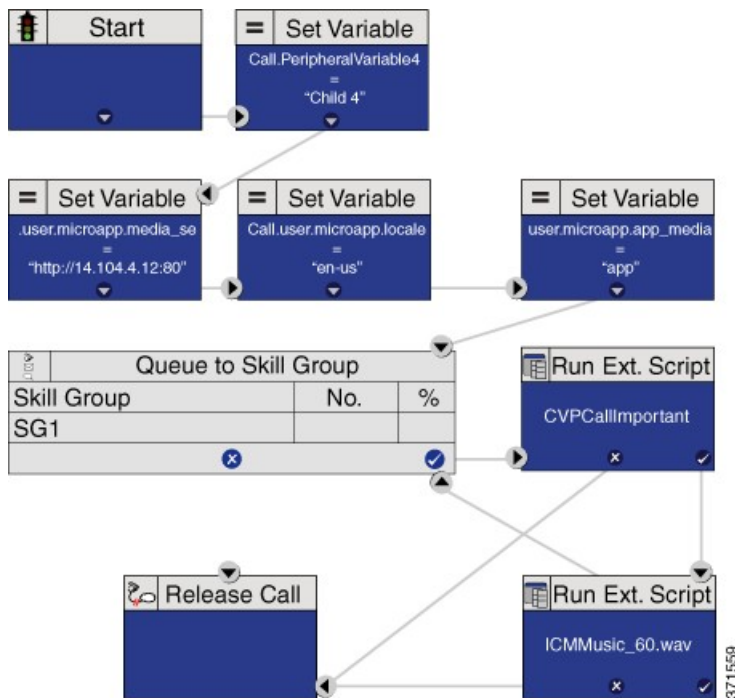 Start
= Set Variable
Call.PeripheralVariable4
=
"Child 4"
= Set Variable
.user.microapp.media_se
=
"http://14.104.4.12:80"
= Set Variable
Call.user.microapp.locale
=
"en-us"
= Set Variable
user.microapp.app_media
=
"app"
Queue to Skill Group
Skill Group No. %
SG1
Run Ext. Script
CVPCallImportant
Release Call
Run Ext. Script
ICMMusic_60.wav
371559